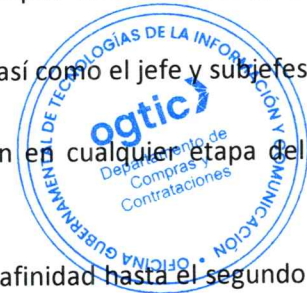 así como el jefe y subjefes
en cualquier etapa del
afinidad hasta el segundo
OFICINA GUBERNAMENTAL DE TECNOLOGÍAS DE LA INFORMACIÓN Y COMUNICACIÓN
ogtic
Departamento de
Compras y
Contrataciones